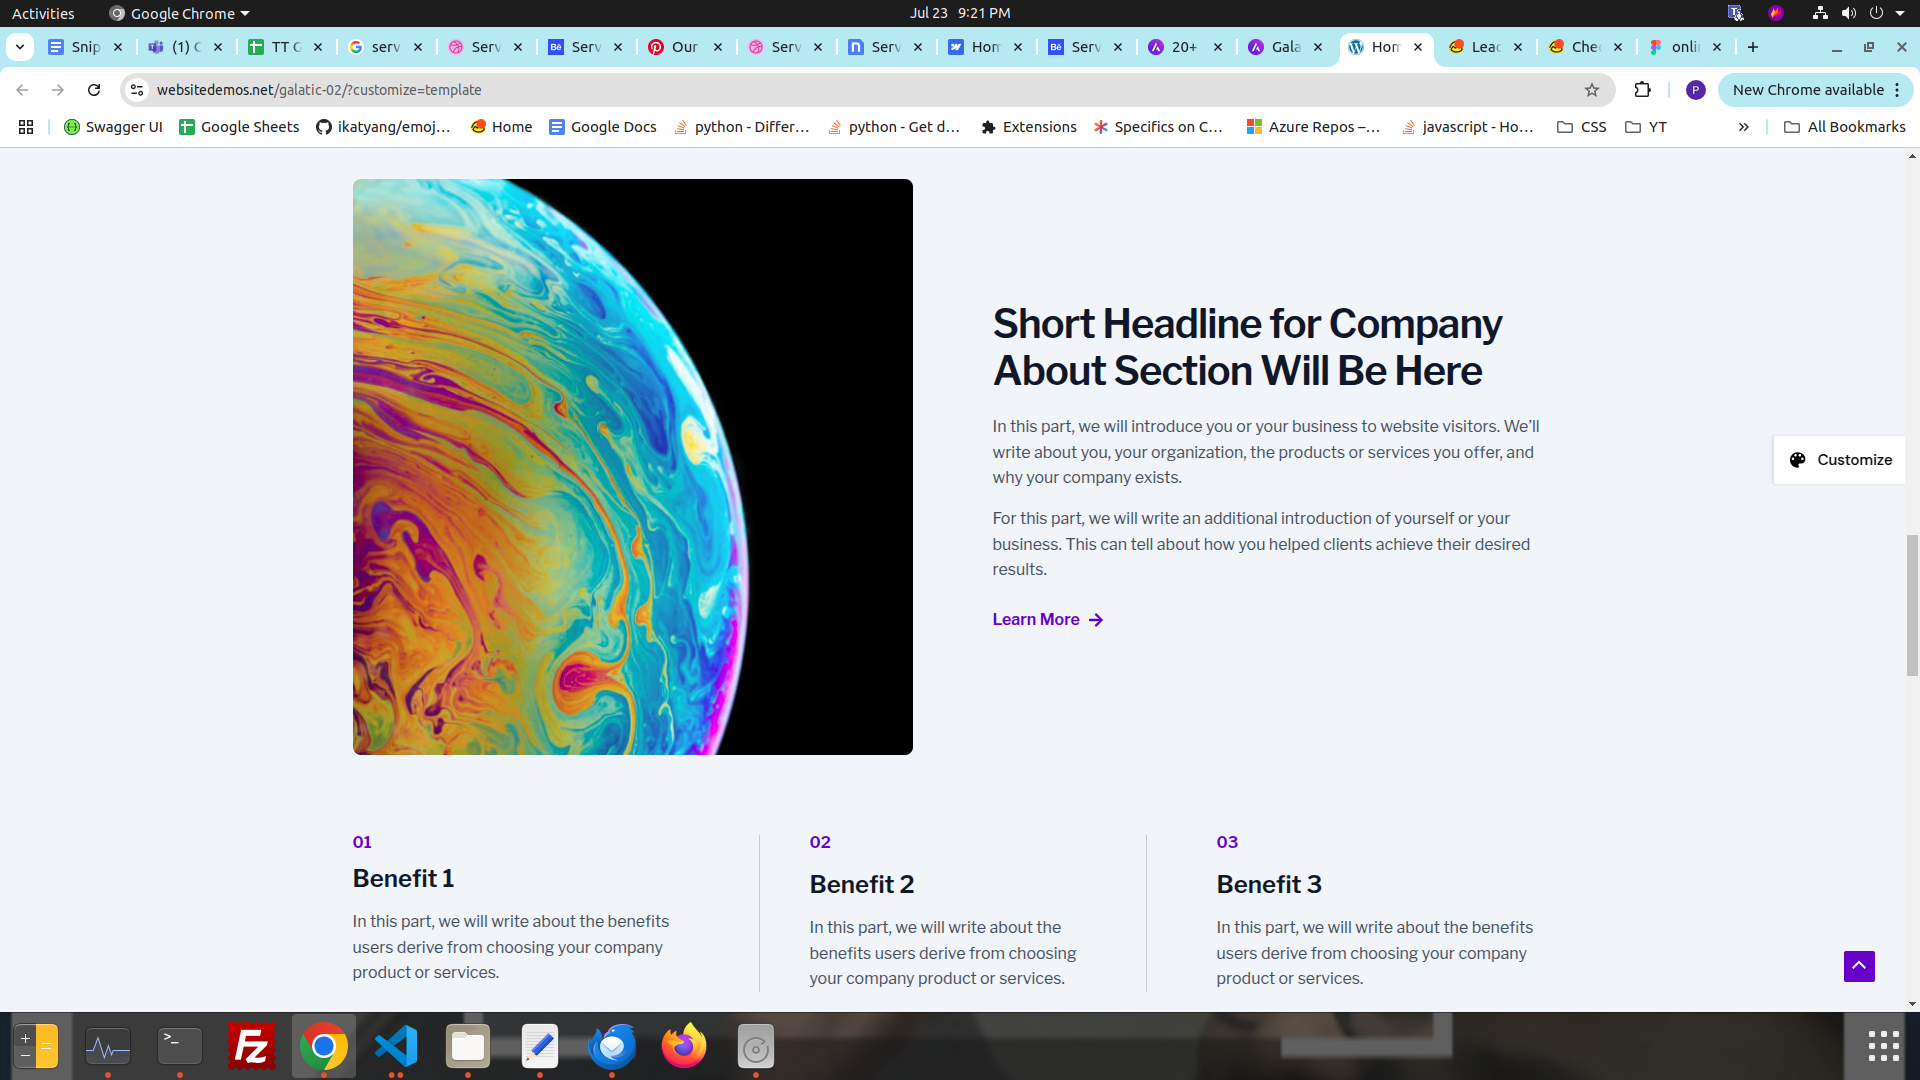 Activities
Google Chrome
Jul 23 9:21 PM
Snip
(1) C
TT C
serv
Serv
Serv
Our
Serv
Serv
Hom
Serv
20+
Gala
Hom
Leac
Chec
onli
websitedemos.net/galatic-02/?customize=template
P
New Chrome available
Swagger UI
Google Sheets
ikatyang/emoj...
Home
Google Docs
python - Differ...
python - Get d...
Extensions
Specifics on C...
Azure Repos –...
javascript - Ho...
CSS
YT
All Bookmarks
Short Headline for Company
About Section Will Be Here
In this part, we will introduce you or your business to website visitors. We’ll
write about you, your organization, the products or services you offer, and
why your company exists.
For this part, we will write an additional introduction of yourself or your
business. This can tell about how you helped clients achieve their desired
results.
Learn More
Customize
01
Benefit 1
In this part, we will write about the benefits
users derive from choosing your company
product or services.
02
Benefit 2
In this part, we will write about the
benefits users derive from choosing
your company product or services.
03
Benefit 3
In this part, we will write about the benefits
users derive from choosing your company
product or services.